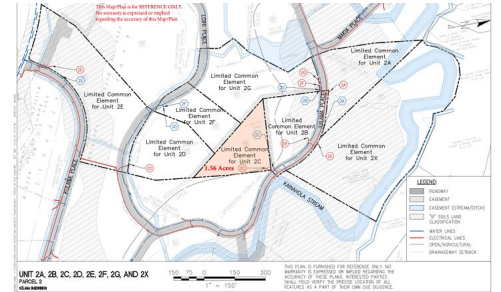 This Map/Plan is for REFERENCE ONLY.
No warranty is expressed or implied
regarding the accuracy of this Map/Plan
Limited Common
Element
for Unit 2A
Limited Common
Element
for Unit 2G
Limited Common
Element
for Unit 2E
Limited Common
Element
for Unit 2F
Limited Common
Element
for Unit 2B
Limited Common
Element
for Unit 2D
Limited Common
Element
for Unit 2C
1.56 Acres
Limited Common
Element
for Unit 2X
LEGEND:
ROADWAY
EASEMENT
EASEMENT (STREAM/DITCH)
"B" SOILS LAND
CLASSIFICATION
WATER LINES
ELECTRICAL LINES
OPEN/AGRICULTURAL
DRAINAGEWAY SETBACK
UNIT 2A, 2B, 2C, 2D, 2E, 2F, 2G, AND 2X
PARCEL 2
150 75 0 150 300
1" = 150'
THIS PLAN IS FURNISHED FOR REFERENCE ONLY, NO
WARRANTY IS EXPRESSED OR IMPLIED REGARDING THE
ACCURACY OF THESE PLANS. INTERESTED PARTIES
SHALL FIELD VERIFY THE PRECISE LOCATION OF ALL
FEATURES AS A PART OF THEIR OWN DUE DILIGENCE.